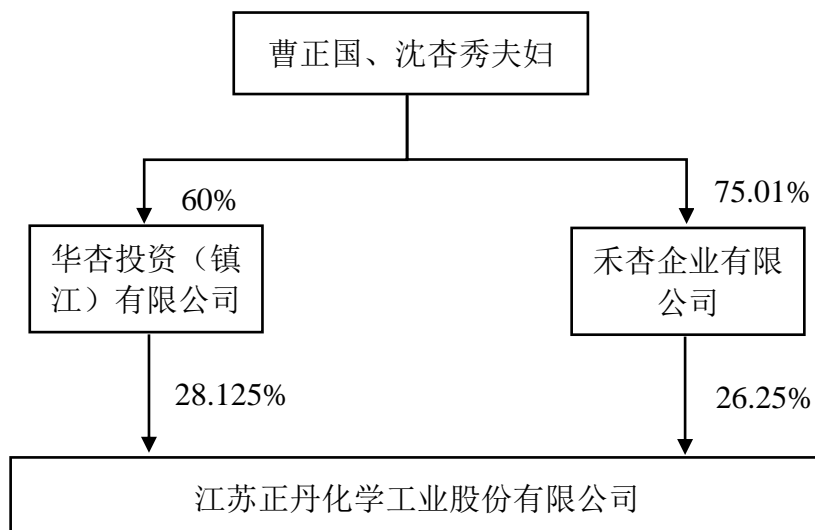 曹正国、沈杏秀夫妇
60%
75.01%
华杏投资（镇
江）有限公司
禾杏企业有限
公司
28.125%
26.25%
江苏正丹化学工业股份有限公司